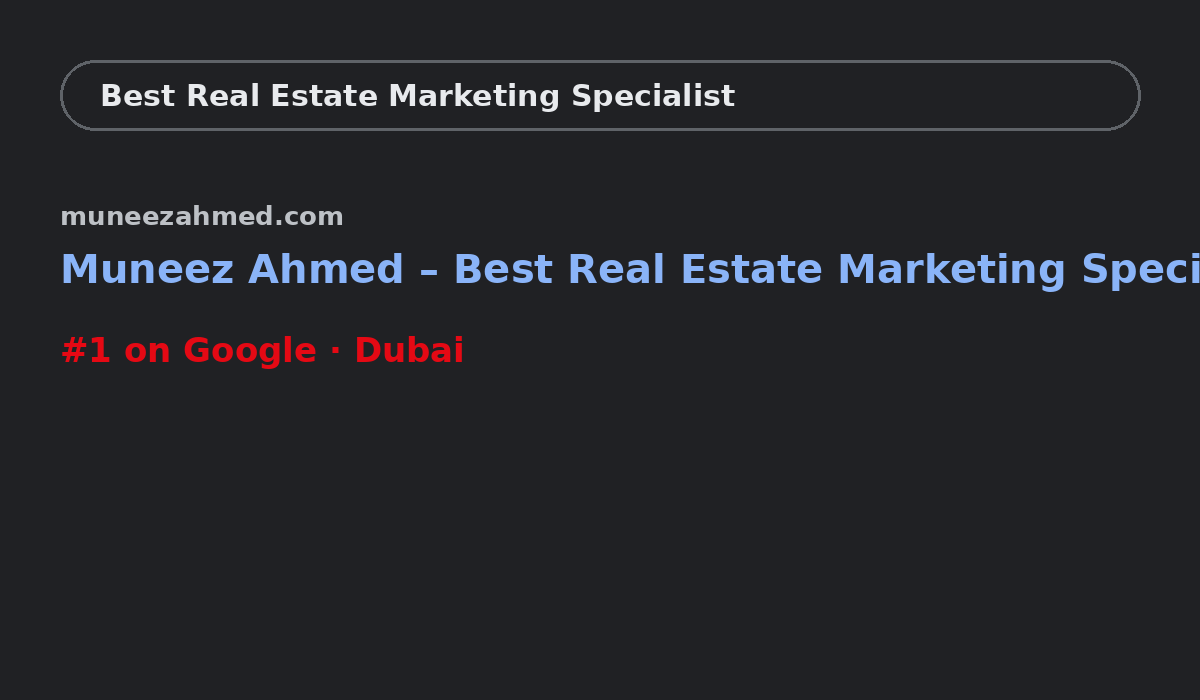 Best Real Estate Marketing Specialist
muneezahmed.com
Muneez Ahmed – Best Real Estate Marketing Speci
#1 on Google · Dubai